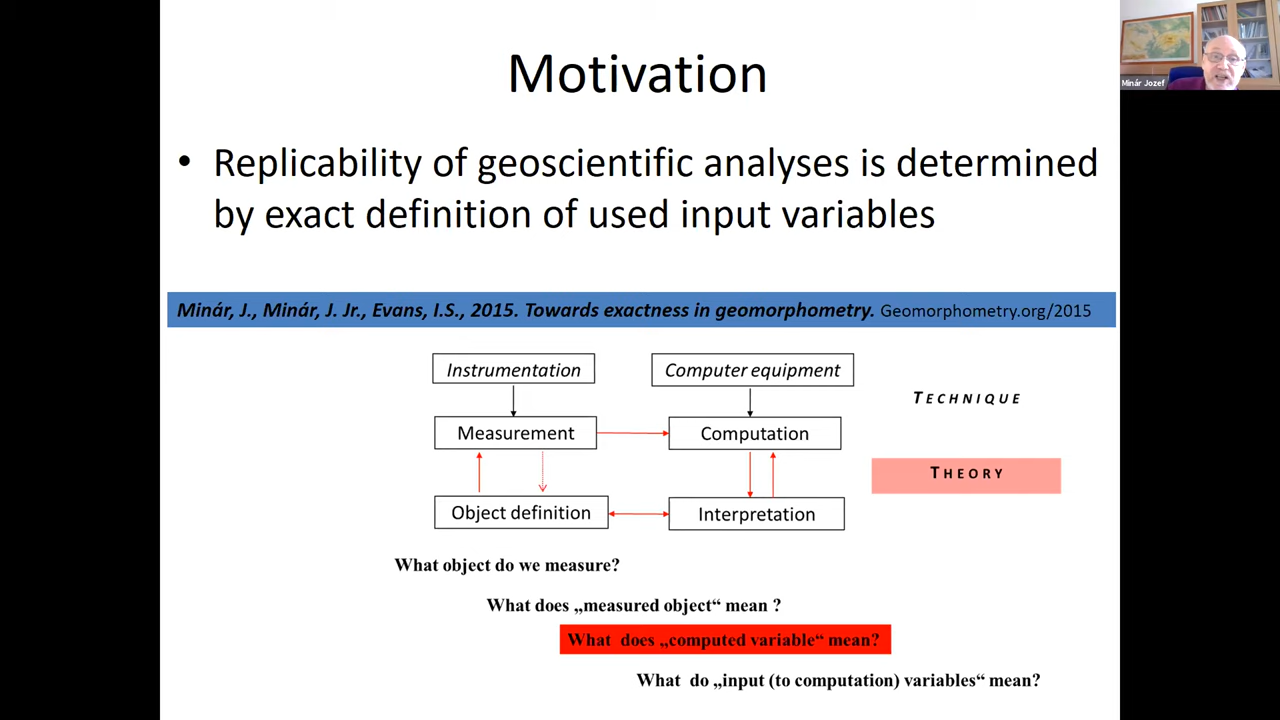 Motivation
Minár Jozef
• Replicability of geoscientific analyses is determined
by exact definition of used input variables
Minár, J., Minár, J. Jr., Evans, I.S., 2015. Towards exactness in geomorphometry. Geomorphometry.org/2015
Instrumentation
Computer equipment
TECHNIQUE
Measurement
Computation
THEORY
Object definition
Interpretation
What object do we measure?
What does „measured object“ mean ?
What does „computed variable“ mean?
What do „input (to computation) variables“ mean?